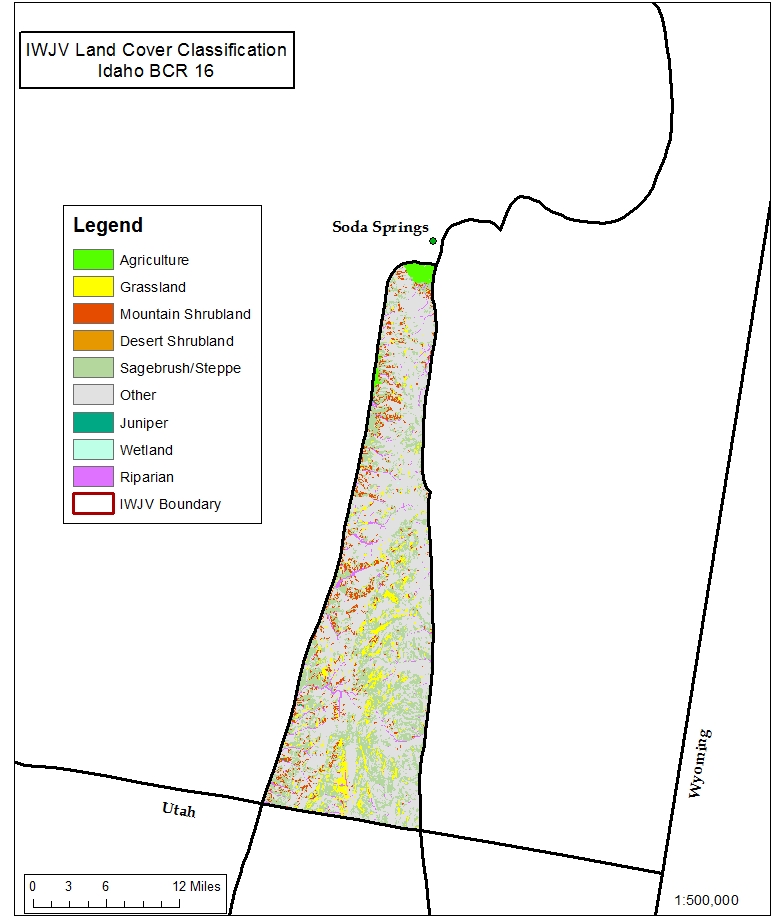 IWJV Land Cover Classification
Idaho BCR 16
Soda Springs
Legend
Agriculture
Grassland
Mountain Shrubland
Desert Shrubland
Sagebrush/Steppe
Other
Juniper
Wetland
Riparian
IWJV Boundary
Wyoming
Utah
0 3 6 12 Miles
1:500,000